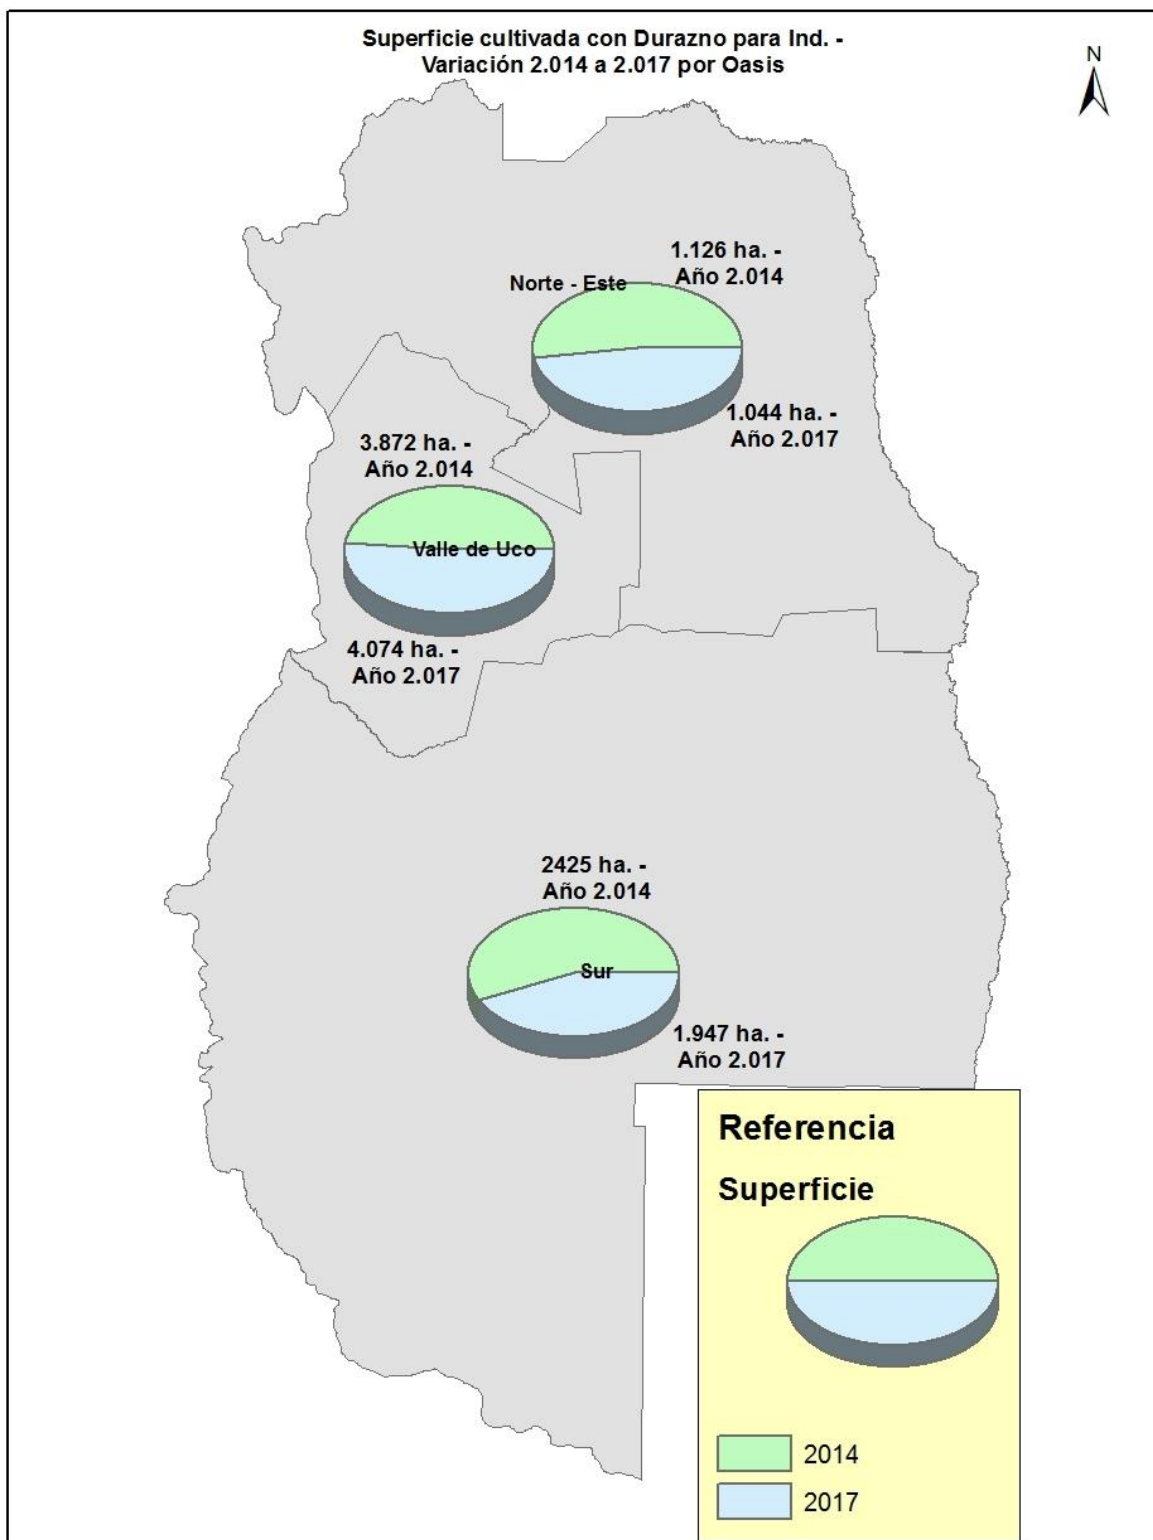 Superficie cultivada con Durazno para Ind. -
Variación 2.014 a 2.017 por Oasis
N
1.126 ha. -
Año 2.014
Norte - Este
1.044 ha. -
Año 2.017
3.872 ha. -
Año 2.014
Valle de Uco
4.074 ha. -
Año 2.017
2425 ha. -
Año 2.014
Sur
1.947 ha. -
Año 2.017
Referencia
Superficie
2014
2017